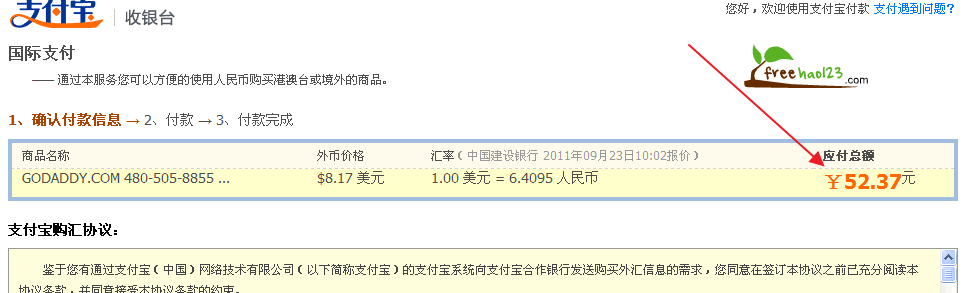 支付宝 | 收银台
您好，欢迎使用支付宝付款 支付遇到问题?
国际支付
—— 通过本服务您可以方便的使用人民币购买港澳台或境外的商品。
freehao123.com
1、确认付款信息 → 2、付款 → 3、付款完成
商品名称 外币价格 汇率（中国建设银行 2011年09月23日10:02报价） 应付总额
GODADDY.COM 480-505-8855 ... $8.17 美元 1.00 美元 = 6.4095 人民币 ￥52.37元
支付宝购汇协议：
鉴于您有通过支付宝（中国）网络技术有限公司（以下简称支付宝）的支付宝系统向支付宝合作银行发送购买外汇信息的需求，您同意在签订本协议之前已充分阅读本
协议条款，并同意接受本协议条款的约束。